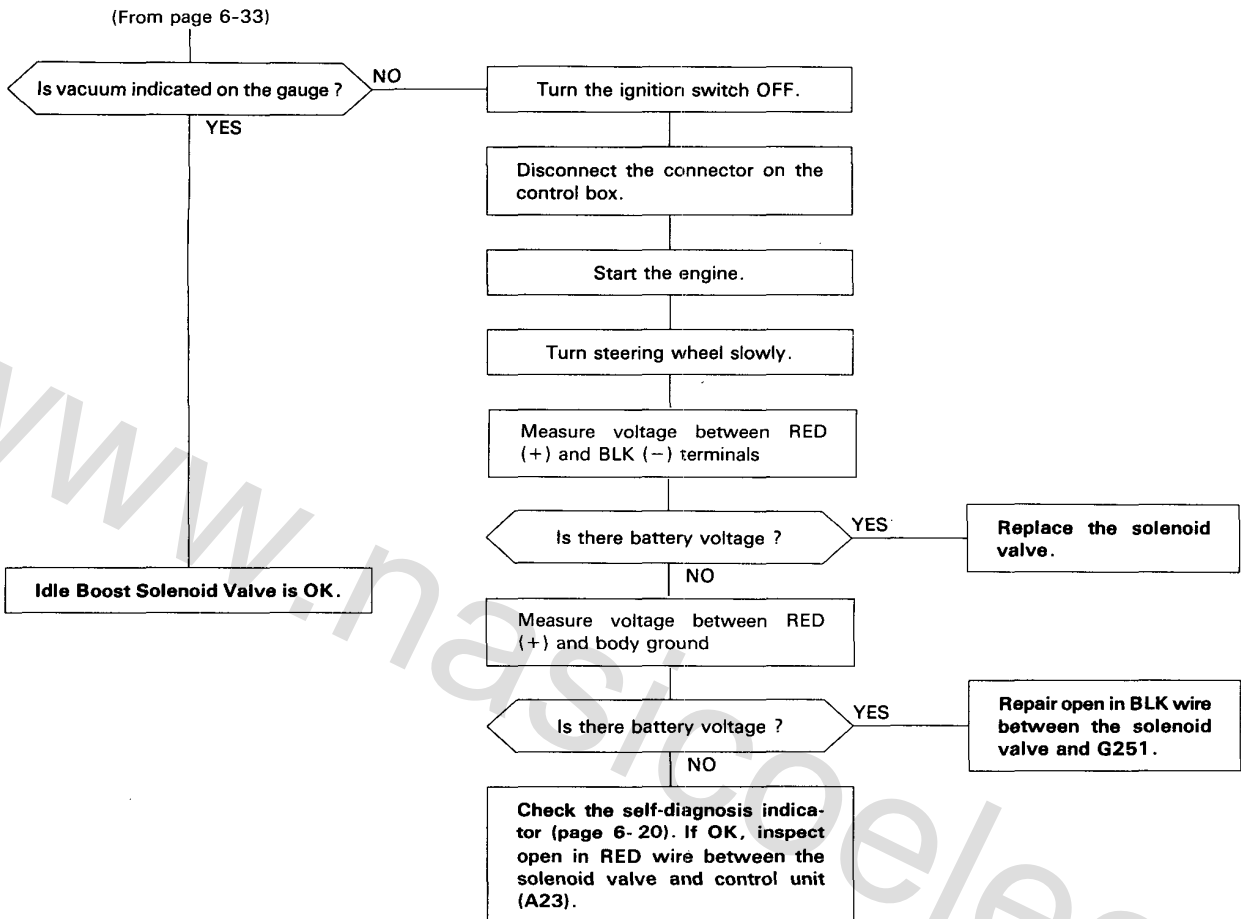 (From page 6-33)
Is vacuum indicated on the gauge ?
NO
YES
Turn the ignition switch OFF.
Disconnect the connector on the
control box.
Start the engine.
Turn steering wheel slowly.
Measure voltage between RED
(+) and BLK (−) terminals
Is there battery voltage ?
YES
Replace the solenoid
valve.
NO
Idle Boost Solenoid Valve is OK.
Measure voltage between RED
(+) and body ground
Is there battery voltage ?
YES
Repair open in BLK wire
between the solenoid
valve and G251.
NO
Check the self-diagnosis indica-
tor (page 6- 20). If OK, inspect
open in RED wire between the
solenoid valve and control unit
(A23).
www.nasicoele